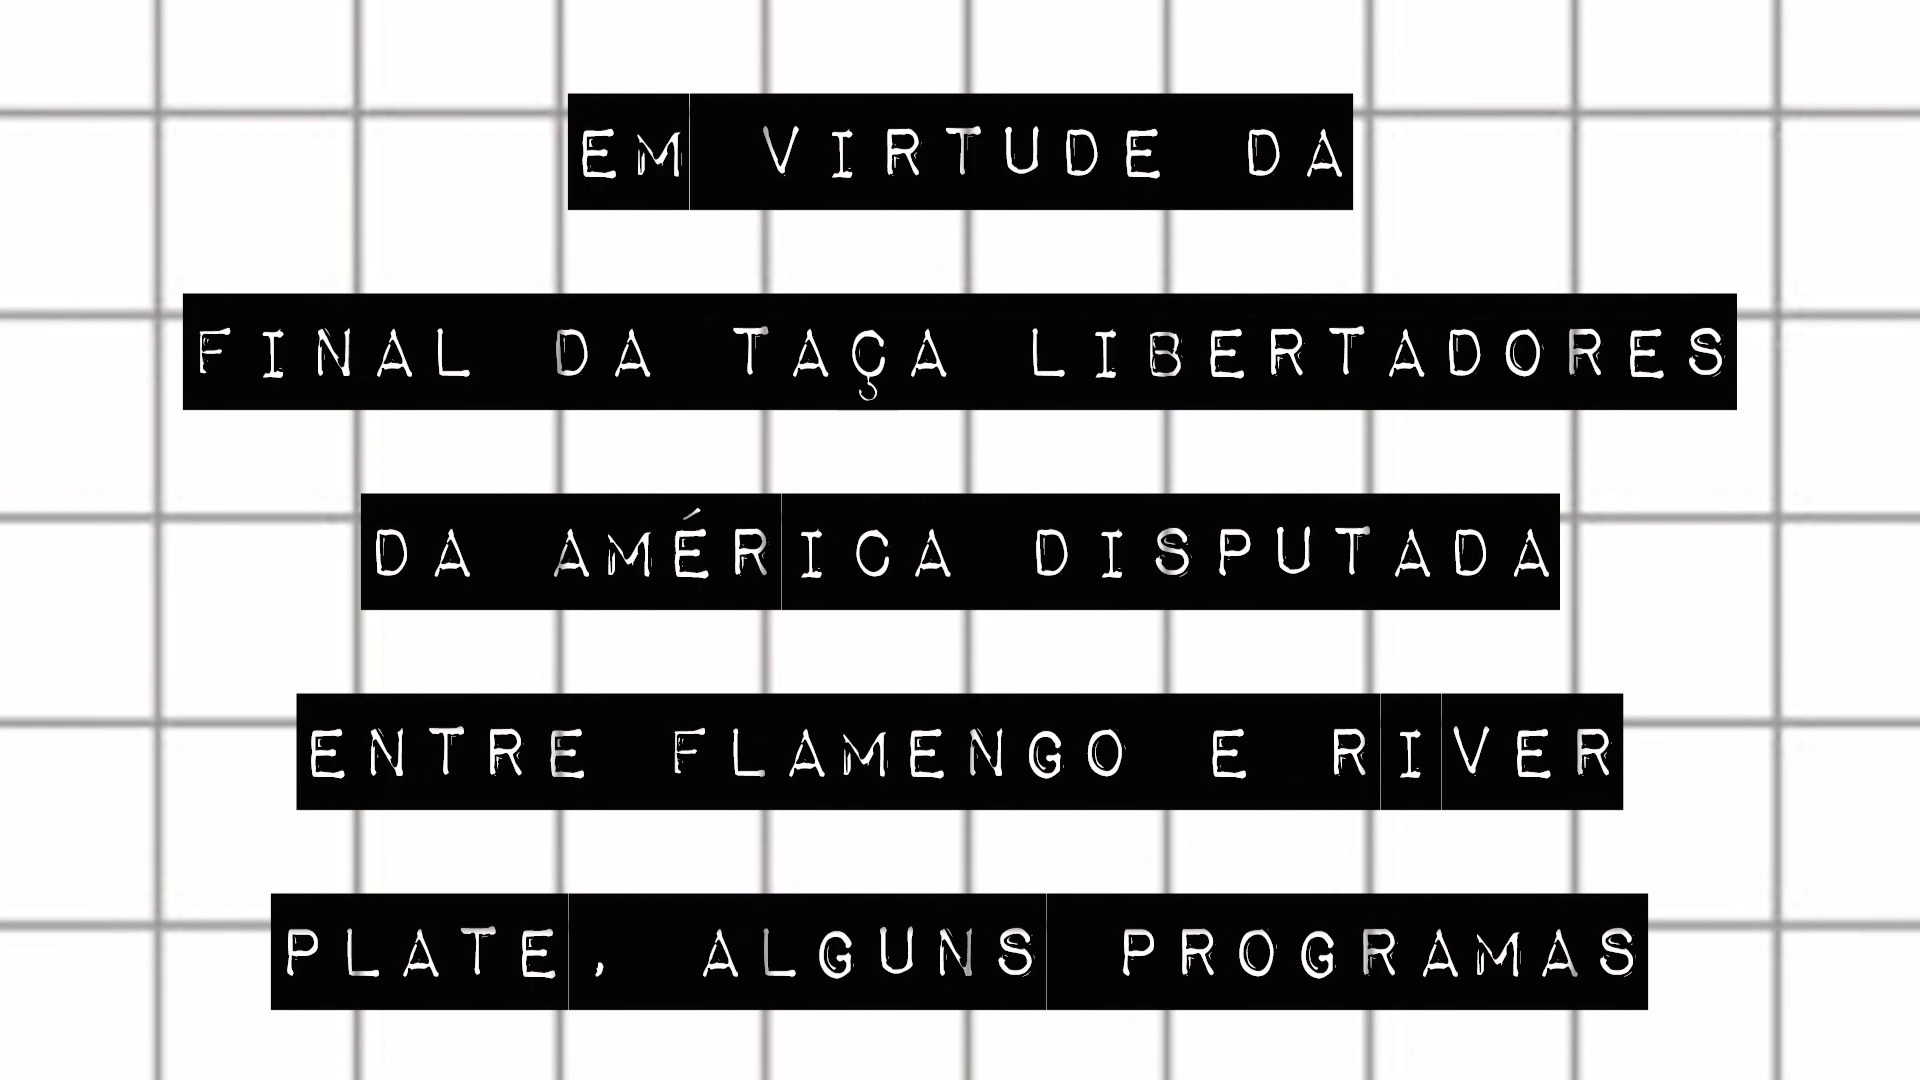 EM VIRTUDE DA
FINAL DA TAÇA LIBERTADORES
DA AMÉRICA DISPUTADA
ENTRE FLAMENGO E RIVER
PLATE, ALGUNS PROGRAMAS